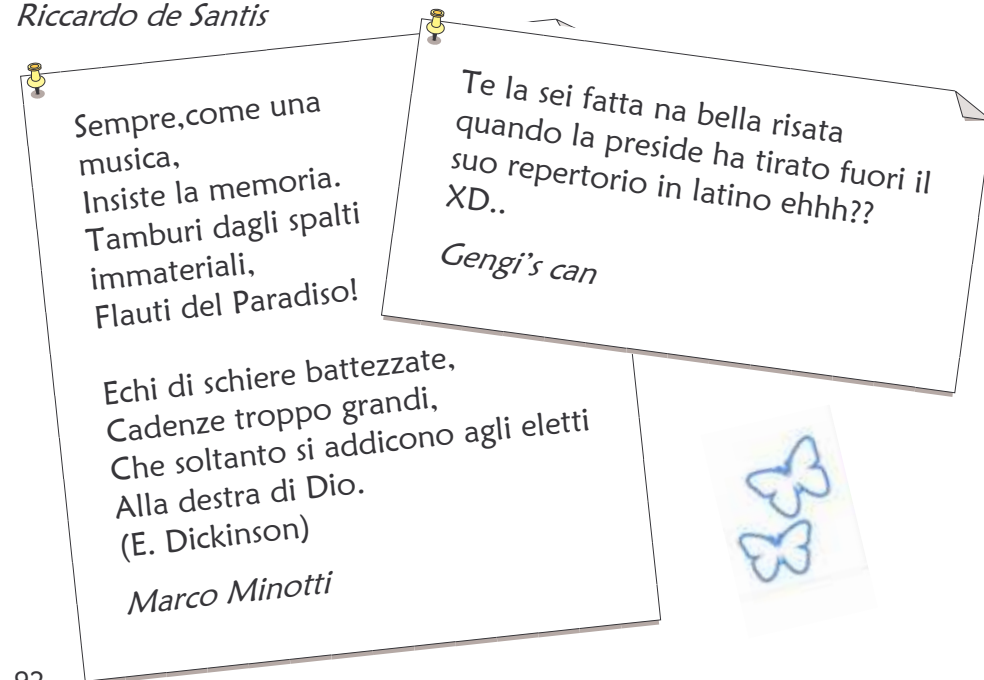 Riccardo de Santis
Sempre,come una
musica,
Insiste la memoria.
Tamburi dagli spalti
immateriali,
Flauti del Paradiso!
Echi di schiere battezzate,
Cadenze troppo grandi,
Che soltanto si addicono agli eletti
Alla destra di Dio.
(E. Dickinson)
Marco Minotti
Te la sei fatta na bella risata
quando la preside ha tirato fuori il
suo repertorio in latino ehhh??
XD..
Gengi's can